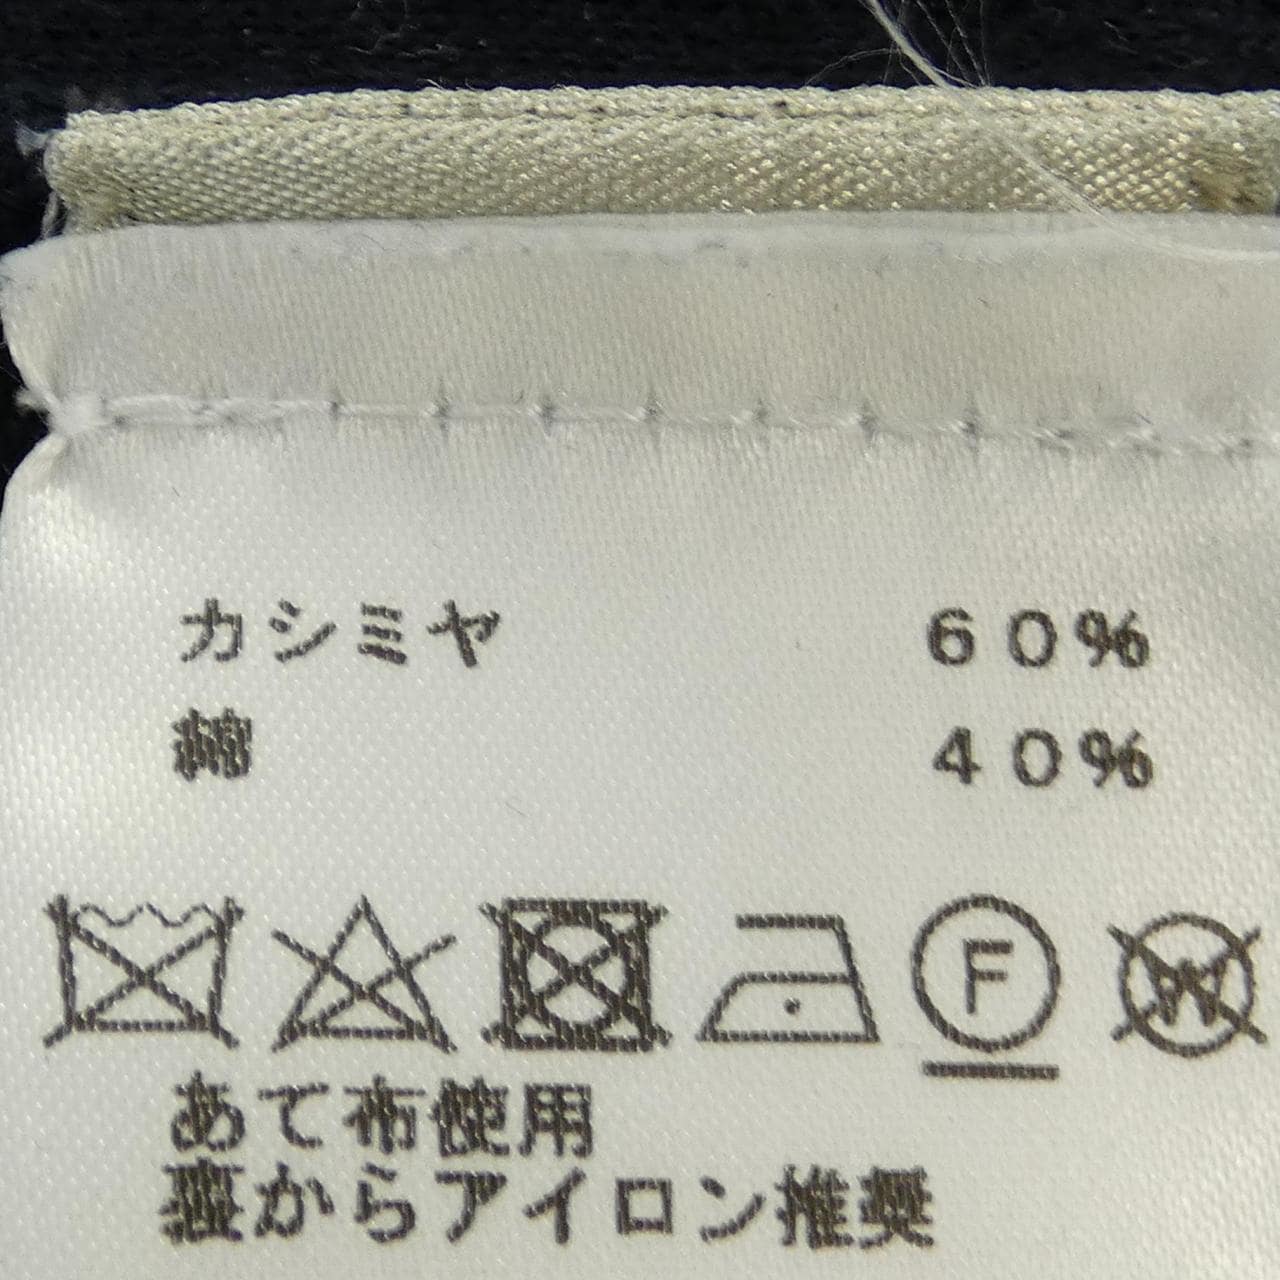 カシミヤ 60%
綿 40%
F W
あて布使用
裏からアイロン推奨